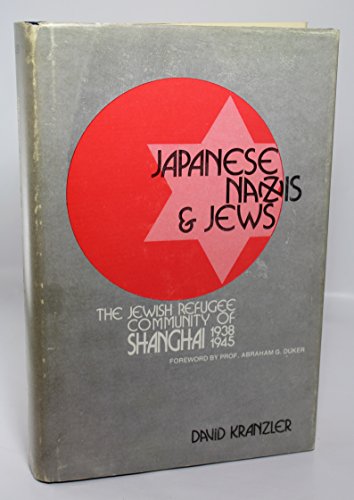 JAPANESE
NAZIS
& JEWS
THE JEWISH REFUGEE
COMMUNITY OF
SHANGHAI 1938
1945
FOREWORD BY PROF. ABRAHAM G. DUKER
DAVID KRANZLER